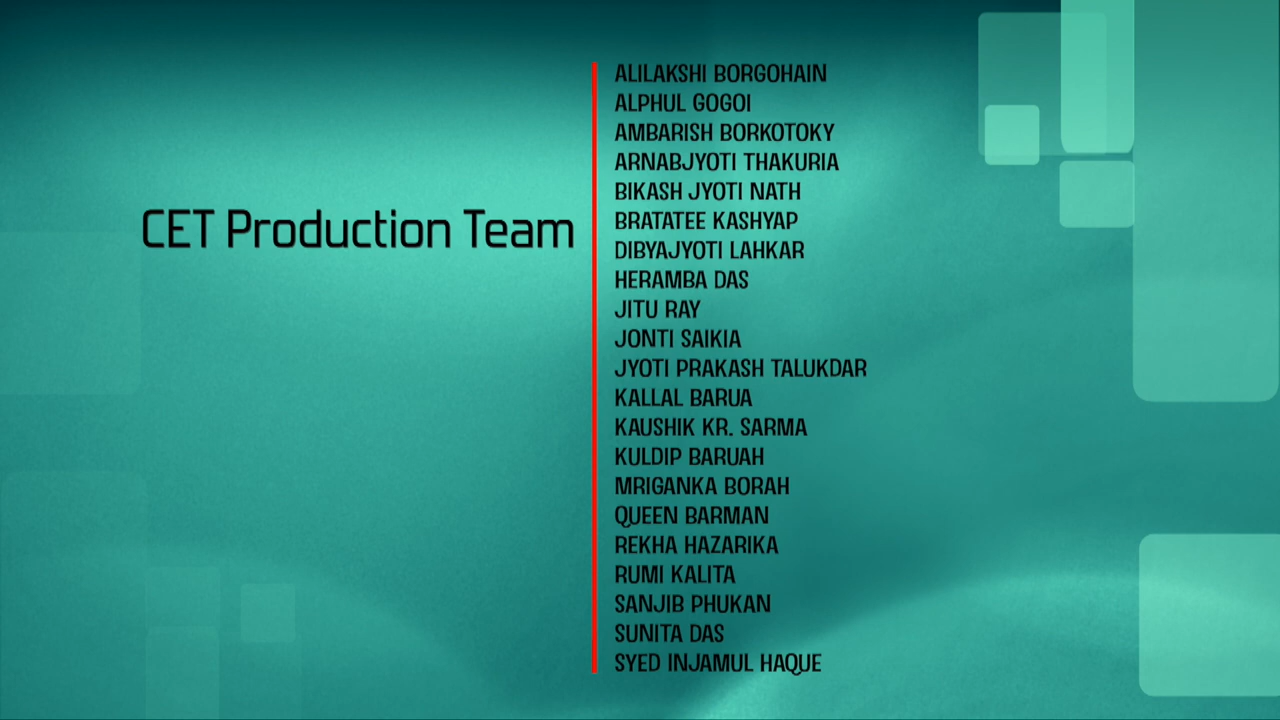 CET Production Team
ALILAKSHI BORGOHAIN
ALPHUL GOGOI
AMBARISH BORKOTOKY
ARNABJYOTI THAKURIA
BIKASH JYOTI NATH
BRATATEE KASHYAP
DIBYAJYOTI LAHKAR
HERAMBA DAS
JITU RAY
JONTI SAIKIA
JYOTI PRAKASH TALUKDAR
KALLAL BARUA
KAUSHIK KR. SARMA
KULDIP BARUAH
MRIGANKA BORAH
QUEEN BARMAN
REKHA HAZARIKA
RUMI KALITA
SANJIB PHUKAN
SUNITA DAS
SYED INJAMUL HAQUE